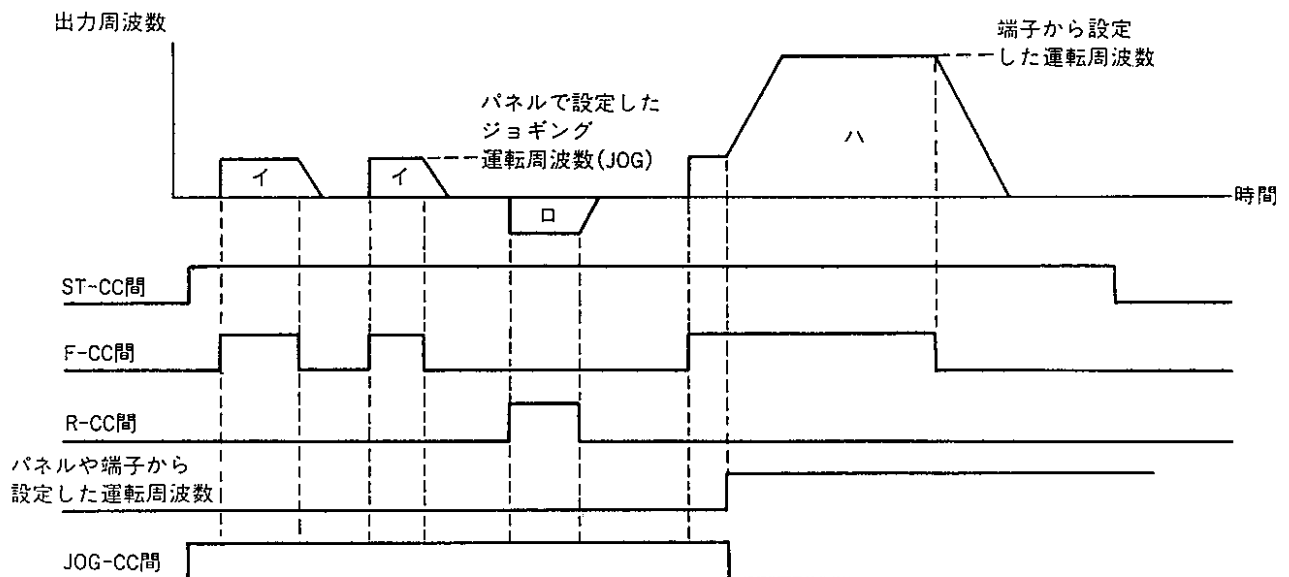 出力周波数
端子から設定
した運転周波数
パネルで設定した
ジョギング
運転周波数(JOG)
イ
イ
ロ
ハ
時間
ST-CC間
F-CC間
R-CC間
パネルや端子から
設定した運転周波数
JOG-CC間